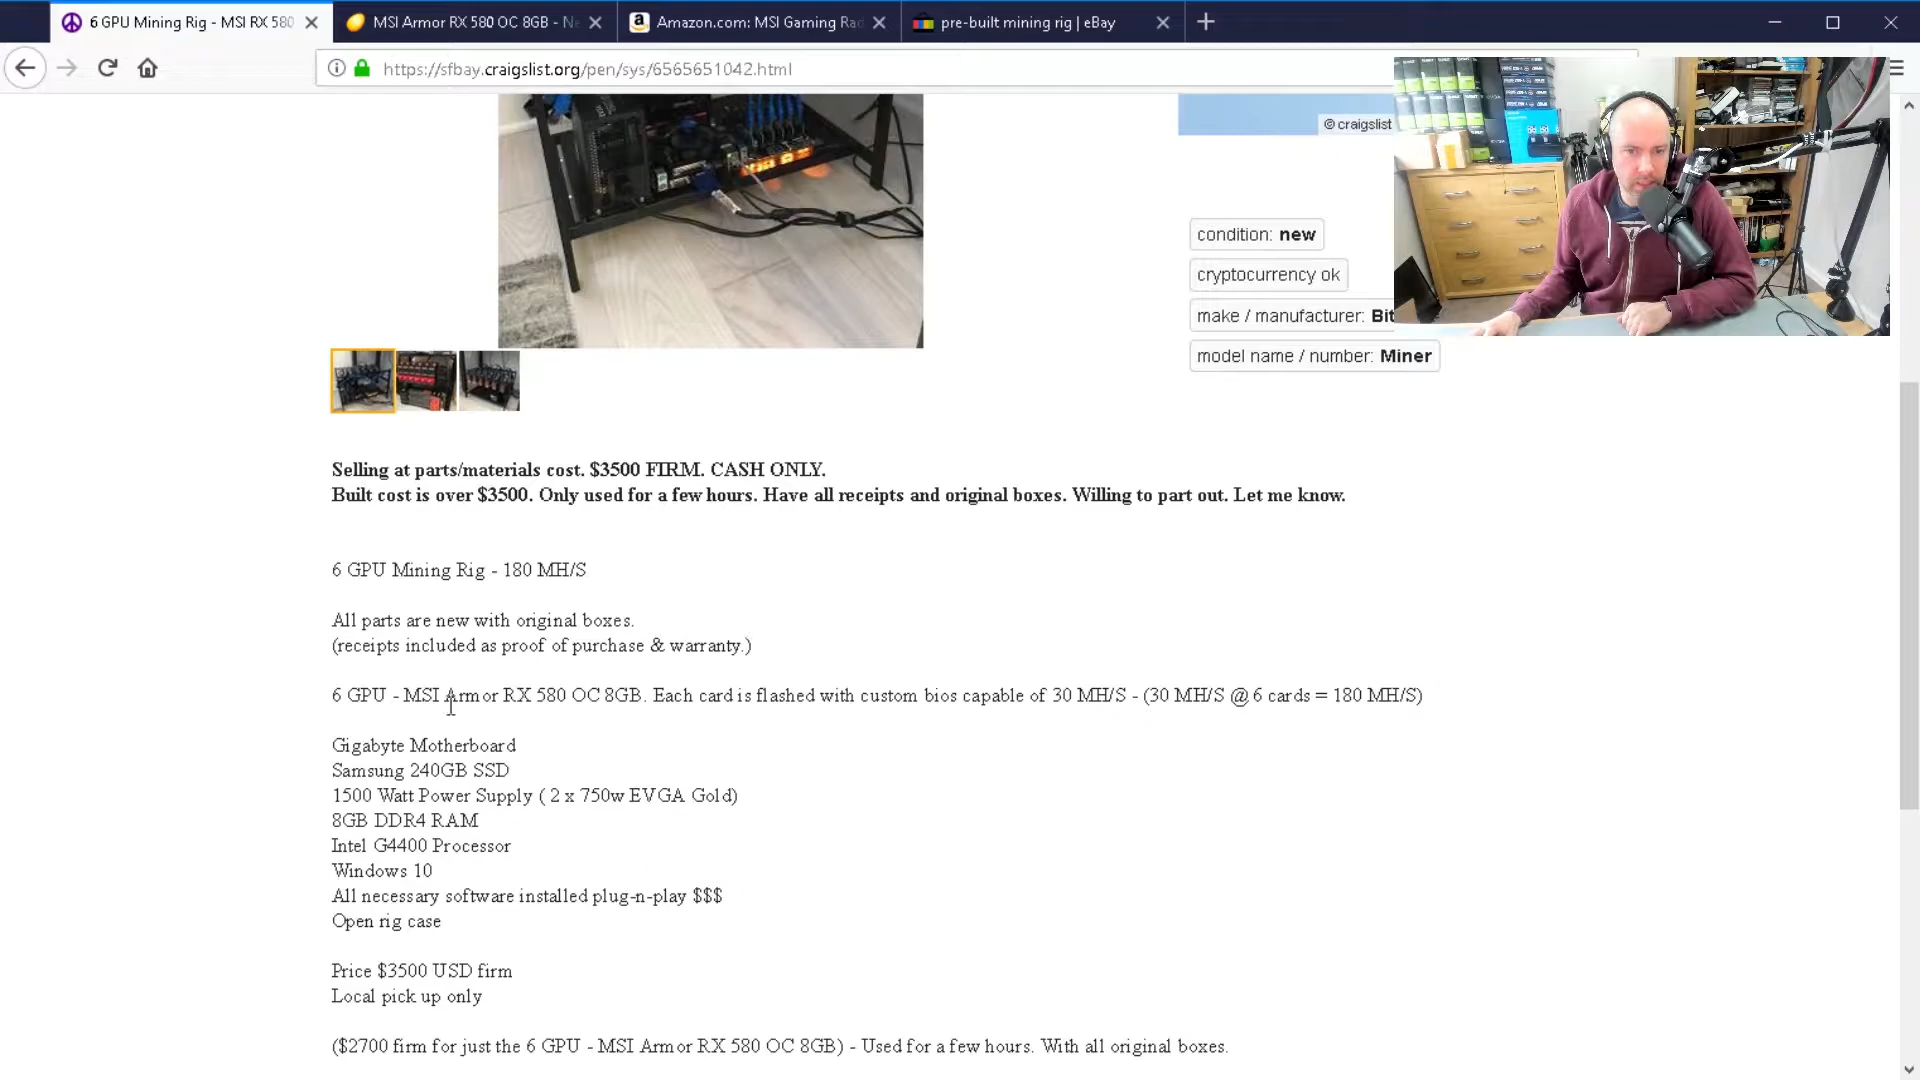 6 GPU Mining Rig - MSI RX 580
MSI Armor RX 580 OC 8GB - Ne
Amazon.com: MSI Gaming Rad
pre-built mining rig | eBay
https://sfbay.craigslist.org/pen/sys/6565651042.html
© craigslist
condition: new
cryptocurrency ok
make / manufacturer: Bit
model name / number: Miner
Selling at parts/materials cost. $3500 FIRM. CASH ONLY.
Built cost is over $3500. Only used for a few hours. Have all receipts and original boxes. Willing to part out. Let me know.
6 GPU Mining Rig - 180 MH/S
All parts are new with original boxes.
(receipts included as proof of purchase & warranty.)
6 GPU - MSI Armor RX 580 OC 8GB. Each card is flashed with custom bios capable of 30 MH/S - (30 MH/S @ 6 cards = 180 MH/S)
Gigabyte Motherboard
Samsung 240GB SSD
1500 Watt Power Supply ( 2 x 750w EVGA Gold)
8GB DDR4 RAM
Intel G4400 Processor
Windows 10
All necessary software installed plug-n-play $$$
Open rig case
Price $3500 USD firm
Local pick up only
($2700 firm for just the 6 GPU - MSI Armor RX 580 OC 8GB) - Used for a few hours. With all original boxes.